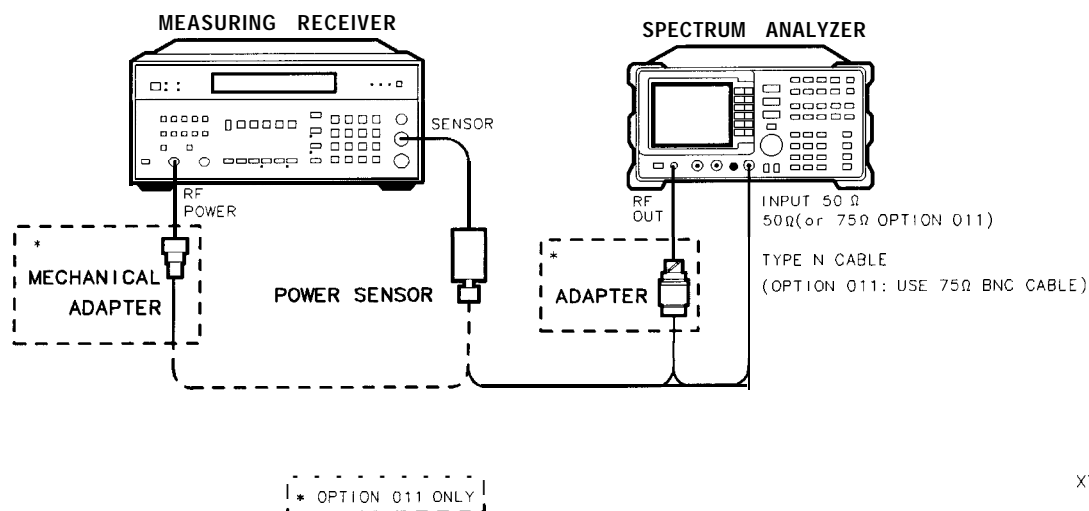 MEASURING RECEIVER
SPECTRUM ANALYZER
SENSOR
RF
POWER
RF
OUT
INPUT 50 Ω
50Ω(or 75Ω OPTION 011)
*
MECHANICAL
ADAPTER
POWER SENSOR
*
ADAPTER
TYPE N CABLE
(OPTION 011: USE 75Ω BNC CABLE)
* OPTION 011 ONLY